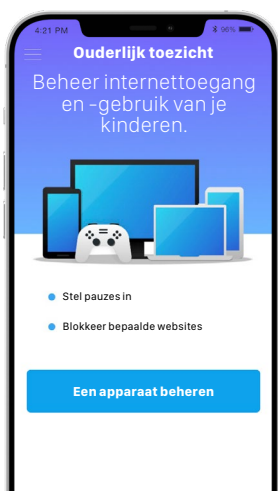 4:21 PM 96%
Ouderlijk toezicht
Beheer internettoegang
en -gebruik van je
kinderen.
Stel pauzes in
Blokkeer bepaalde websites
Een apparaat beheren